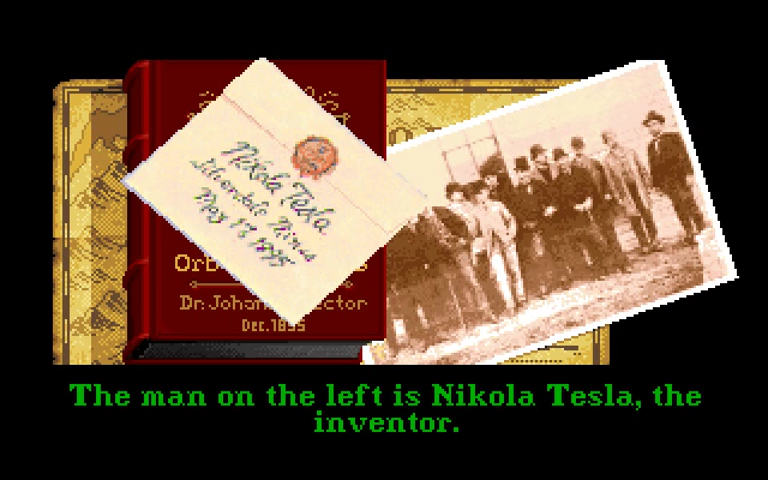 Nikola Tesla
May 1895
Orb
Dr. Johan ctor
Dec. 1895
The man on the left is Nikola Tesla, the
inventor.